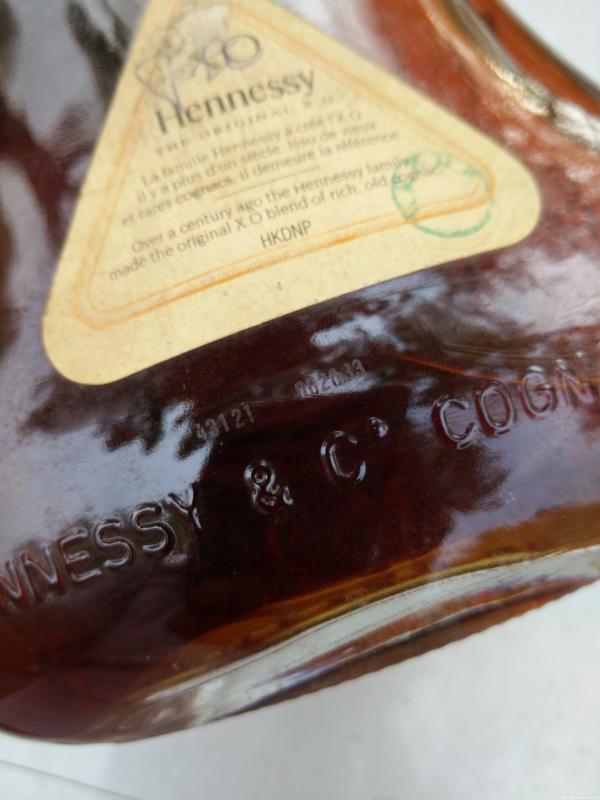 X.O
Hennessy
THE ORIGINAL X.O
La famille Hennessy a créé l'X.O
il y a plus d'un siècle. Issu de vieux
et rares cognacs, il demeure la référence.
Over a century ago the Hennessy family
made the original X.O blend of rich, old cognac.
HKDNP
43121
NNESSY & Cº COGN